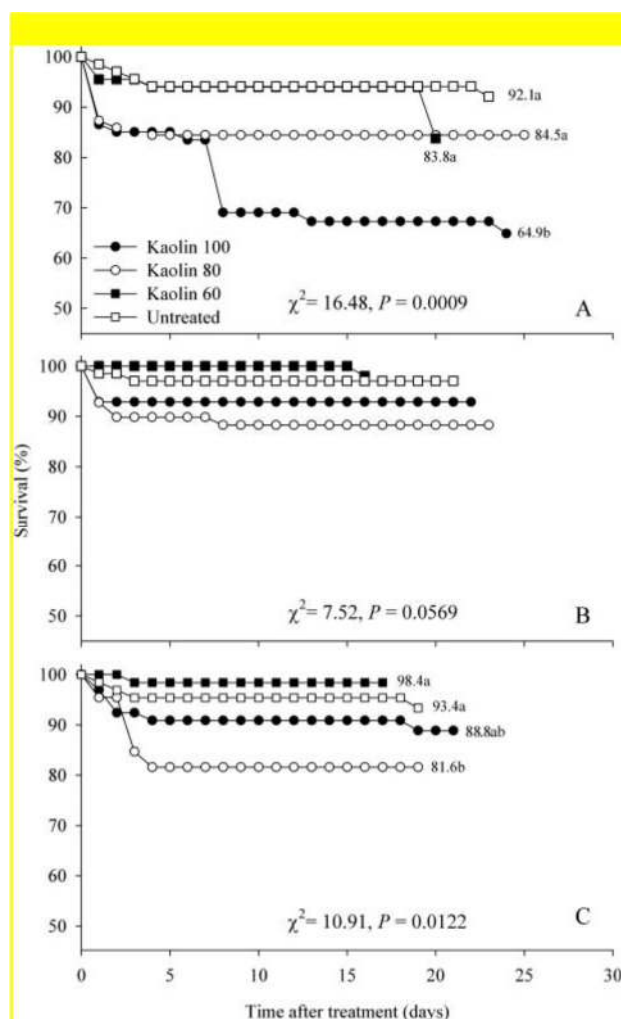 100
90
80
70
60
50
92.1a
84.5a
83.8a
64.9b
Kaolin 100
Kaolin 80
Kaolin 60
Untreated
χ²= 16.48, P = 0.0009
A
100
90
80
70
60
50
Survival (%)
χ²= 7.52, P = 0.0569
B
100
90
80
70
60
50
98.4a
93.4a
88.8ab
81.6b
χ²= 10.91, P = 0.0122
C
0 5 10 15 20 25 30
Time after treatment (days)